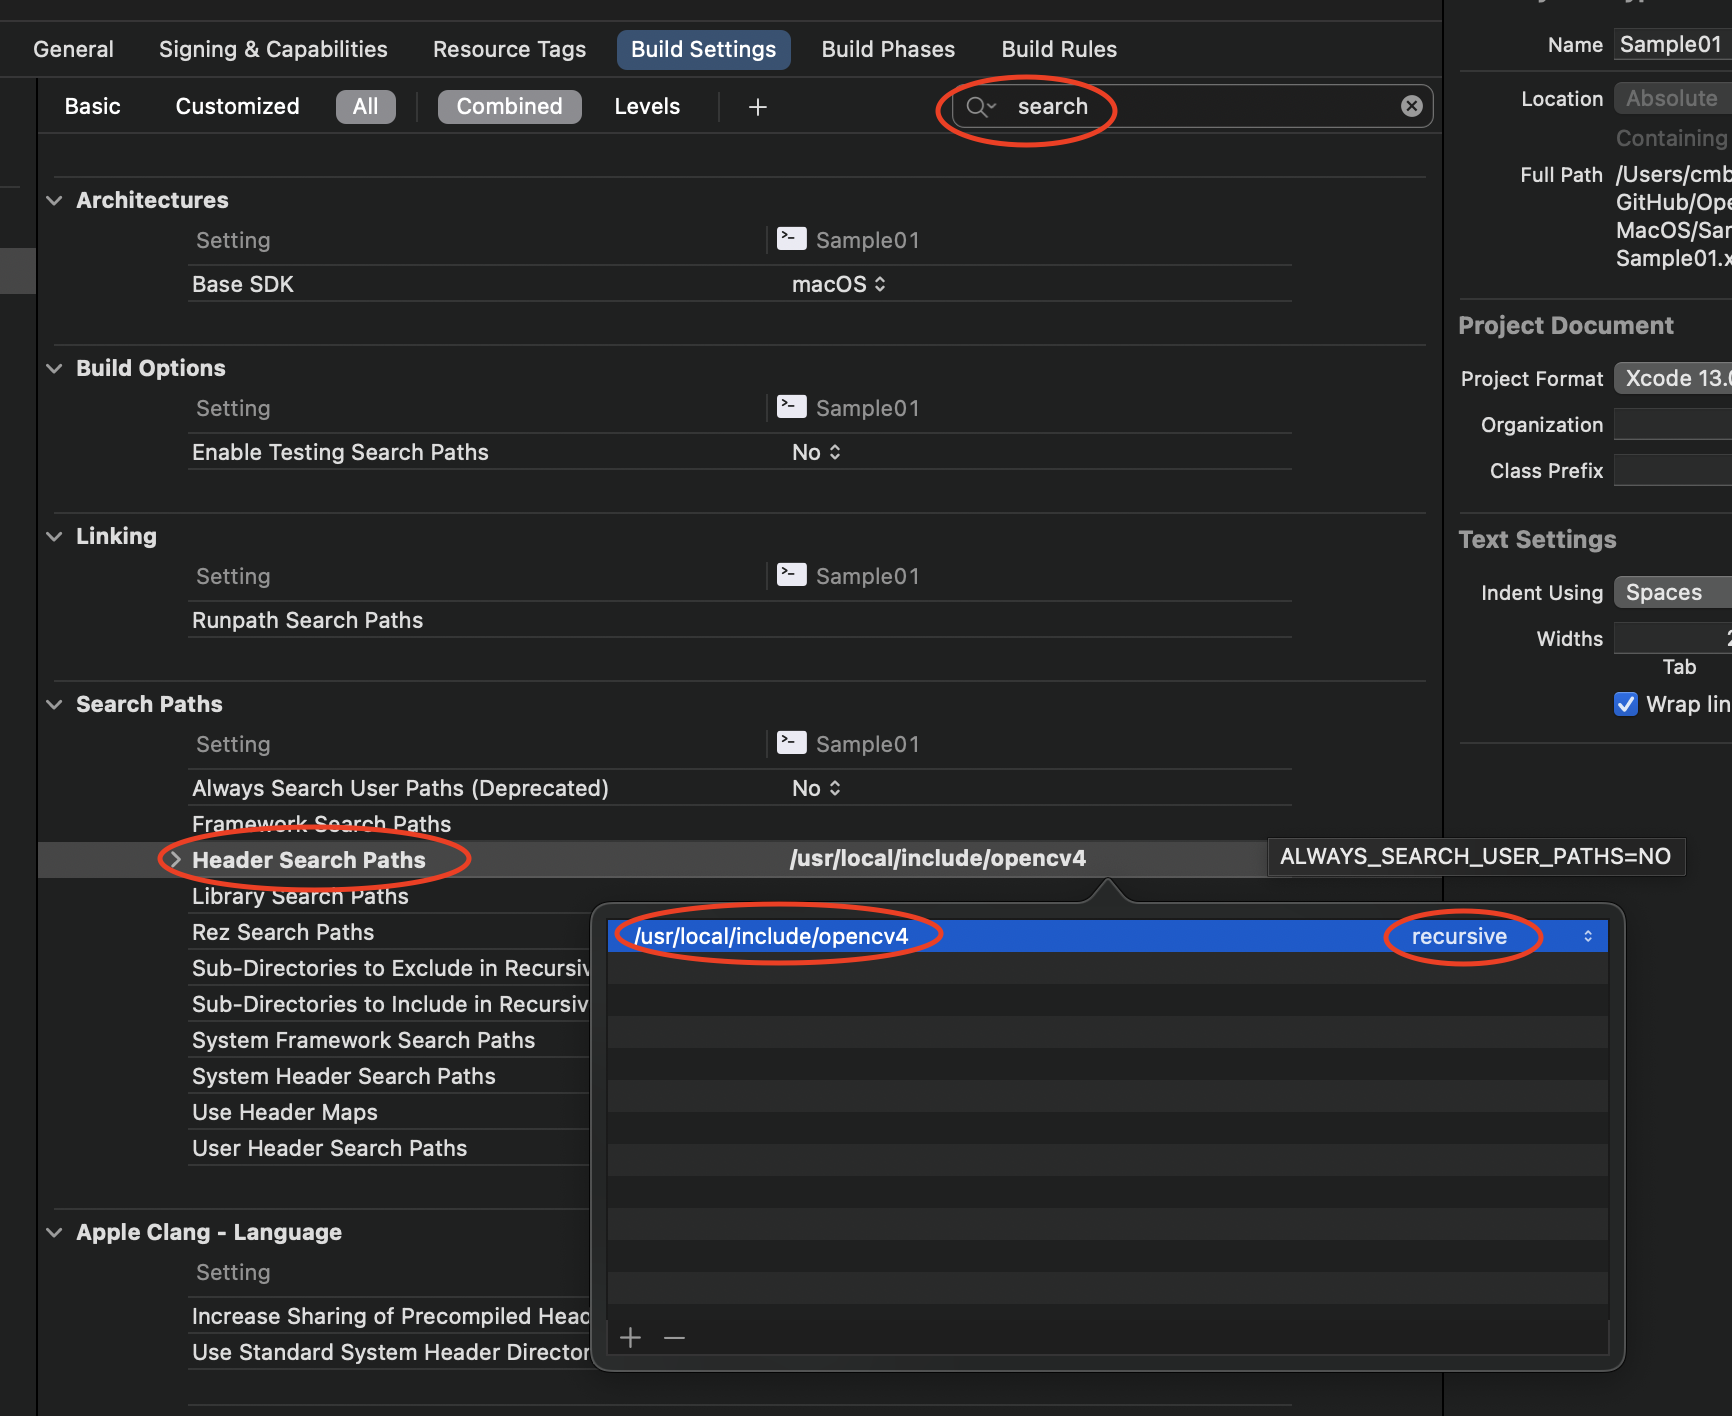 General Signing & Capabilities Resource Tags Build Settings Build Phases Build Rules
Basic Customized All Combined Levels + search
Architectures
Setting Sample01
Base SDK macOS
Build Options
Setting Sample01
Enable Testing Search Paths No
Linking
Setting Sample01
Runpath Search Paths
Search Paths
Setting Sample01
Always Search User Paths (Deprecated) No
Framework Search Paths
Header Search Paths /usr/local/include/opencv4
ALWAYS_SEARCH_USER_PATHS=NO
Library Search Paths
Rez Search Paths
Sub-Directories to Exclude in Recursiv
Sub-Directories to Include in Recursiv
System Framework Search Paths
System Header Search Paths
Use Header Maps
User Header Search Paths
/usr/local/include/opencv4 recursive
Apple Clang - Language
Setting
Increase Sharing of Precompiled Head
Use Standard System Header Director
Name Sample01
Location Absolute
Containing
Full Path /Users/cmb
GitHub/Ope
MacOS/Sam
Sample01.x
Project Document
Project Format Xcode 13.0
Organization
Class Prefix
Text Settings
Indent Using Spaces
Widths 2
Tab
Wrap lin